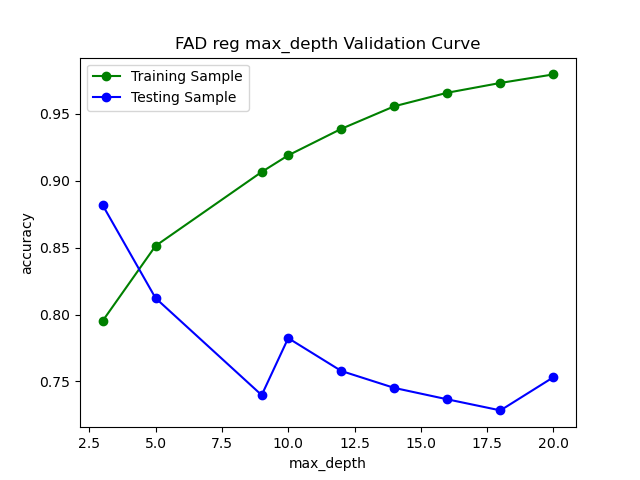 FAD reg max_depth Validation Curve
Training Sample
Testing Sample
0.95
0.90
0.85
0.80
0.75
accuracy
2.5 5.0 7.5 10.0 12.5 15.0 17.5 20.0
max_depth